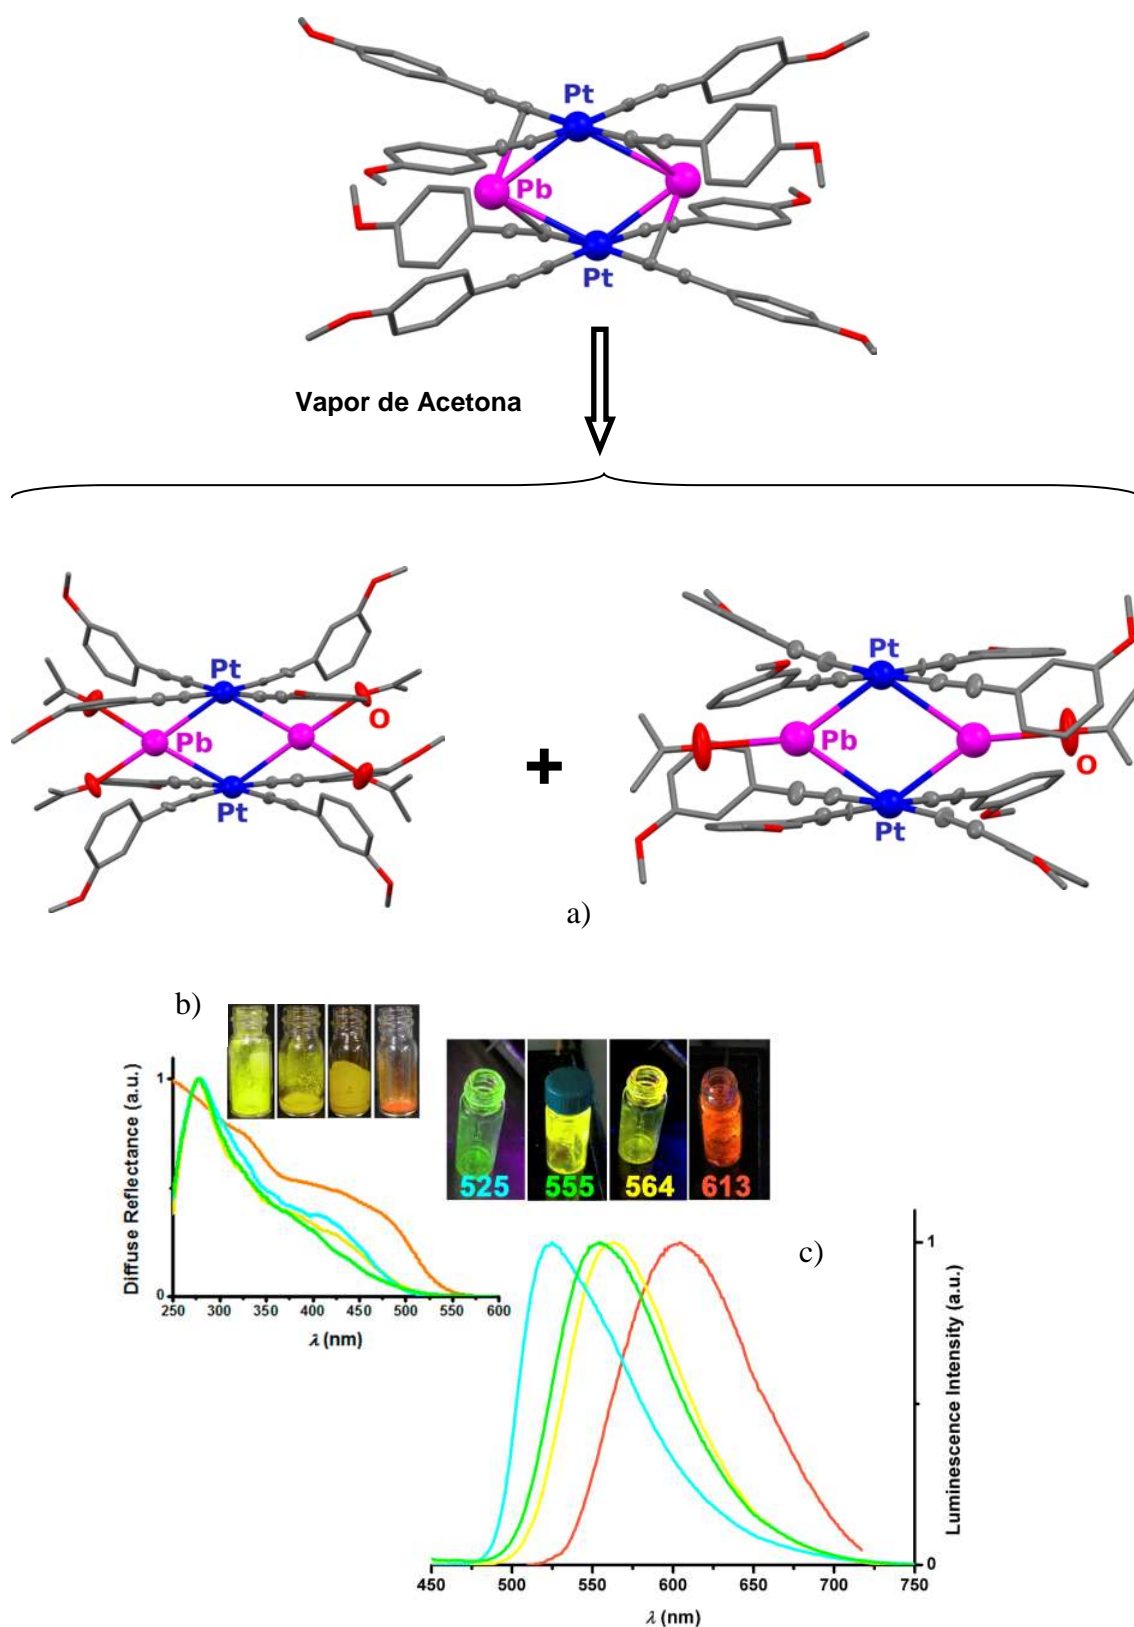 Pt
Pb
Pt
Vapor de Acetona
Pt
O
Pb
Pt
+
Pt
Pb
O
Pt
a)
b)
525 555 564 613
1
Diffuse Reflectance (a.u.)
0
250 300 350 400 450 500 550 600
λ (nm)
c)
1
Luminescence Intensity (a.u.)
0
450 500 550 600 650 700 750
λ (nm)